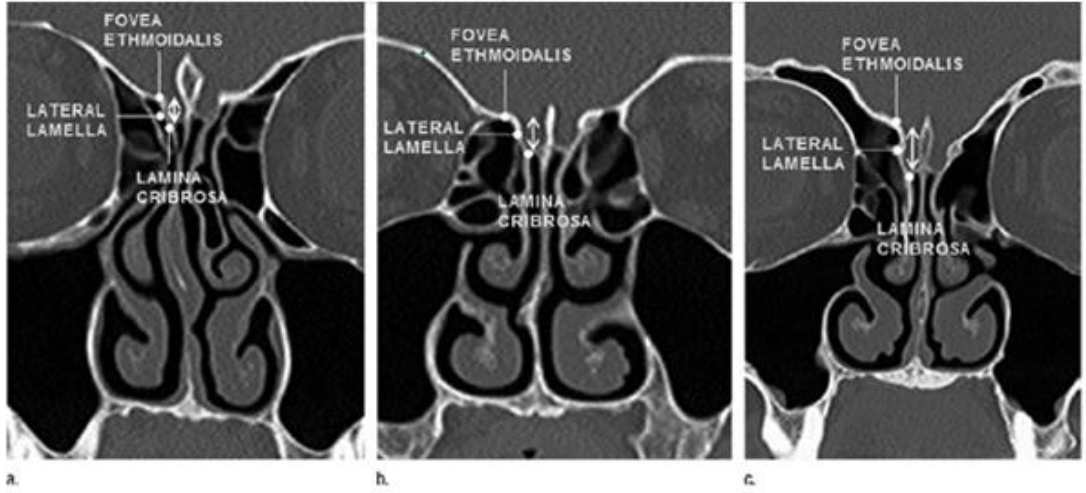 FOVEA
ETHMOIDALIS
LATERAL
LAMELLA
LAMINA
CRIBROSA
a.
FOVEA
ETHMOIDALIS
LATERAL
LAMELLA
LAMINA
CRIBROSA
b.
FOVEA
ETHMOIDALIS
LATERAL
LAMELLA
LAMINA
CRIBROSA
c.